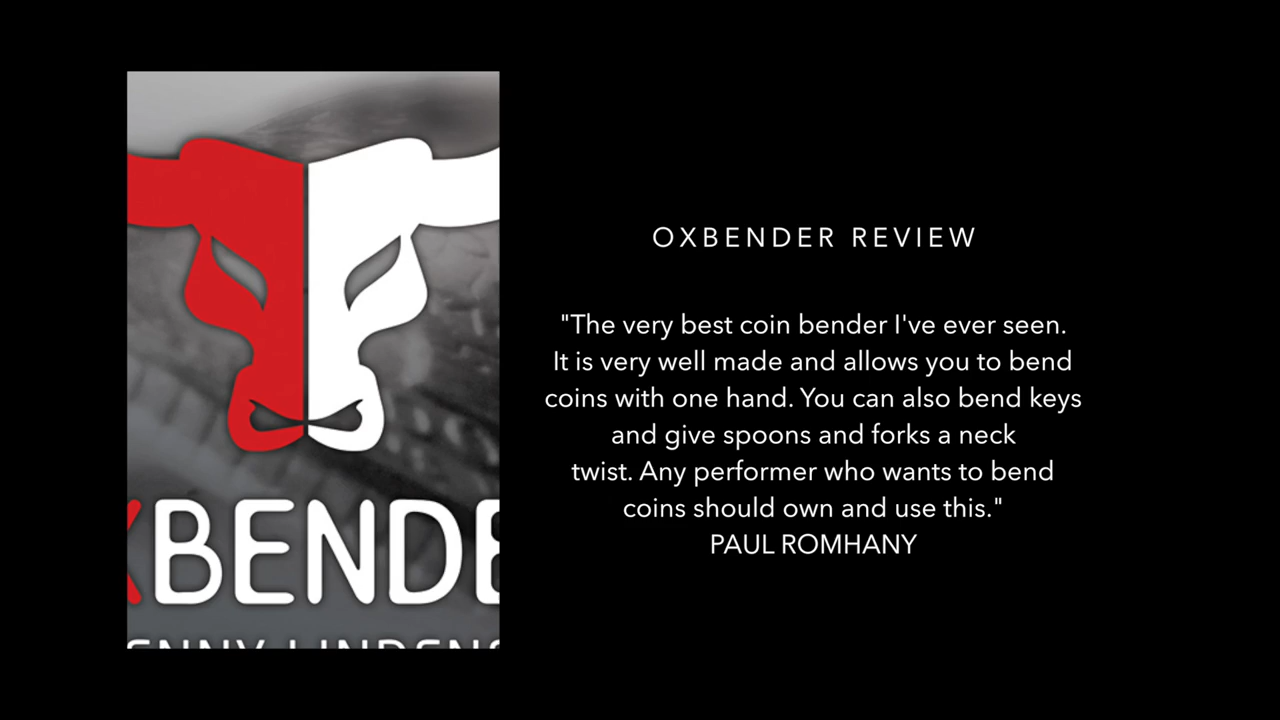 XBENDE
OXBENDER REVIEW
"The very best coin bender I've ever seen.
It is very well made and allows you to bend
coins with one hand. You can also bend keys
and give spoons and forks a neck
twist. Any performer who wants to bend
coins should own and use this."
PAUL ROMHANY